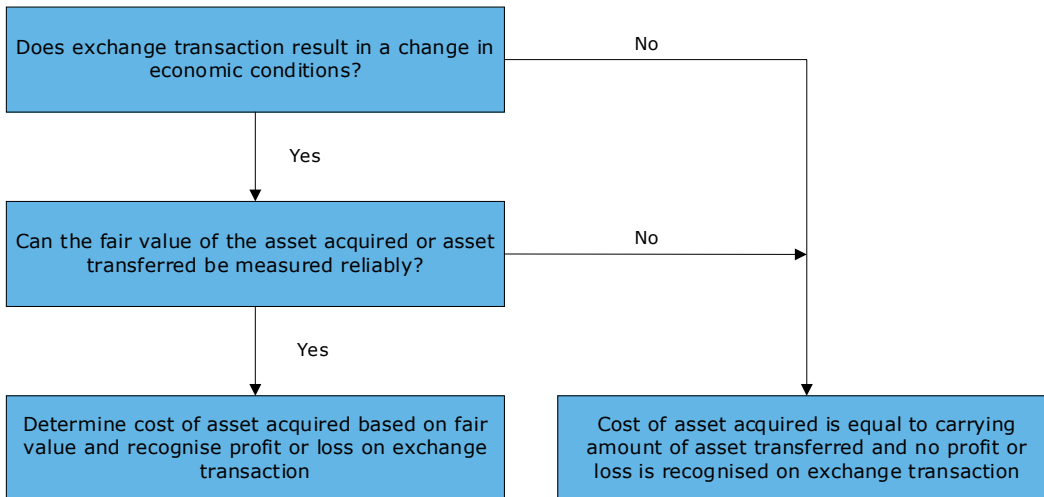 Does exchange transaction result in a change in
economic conditions?
No
Yes
Can the fair value of the asset acquired or asset
transferred be measured reliably?
No
Yes
Determine cost of asset acquired based on fair
value and recognise profit or loss on exchange
transaction
Cost of asset acquired is equal to carrying
amount of asset transferred and no profit or
loss is recognised on exchange transaction